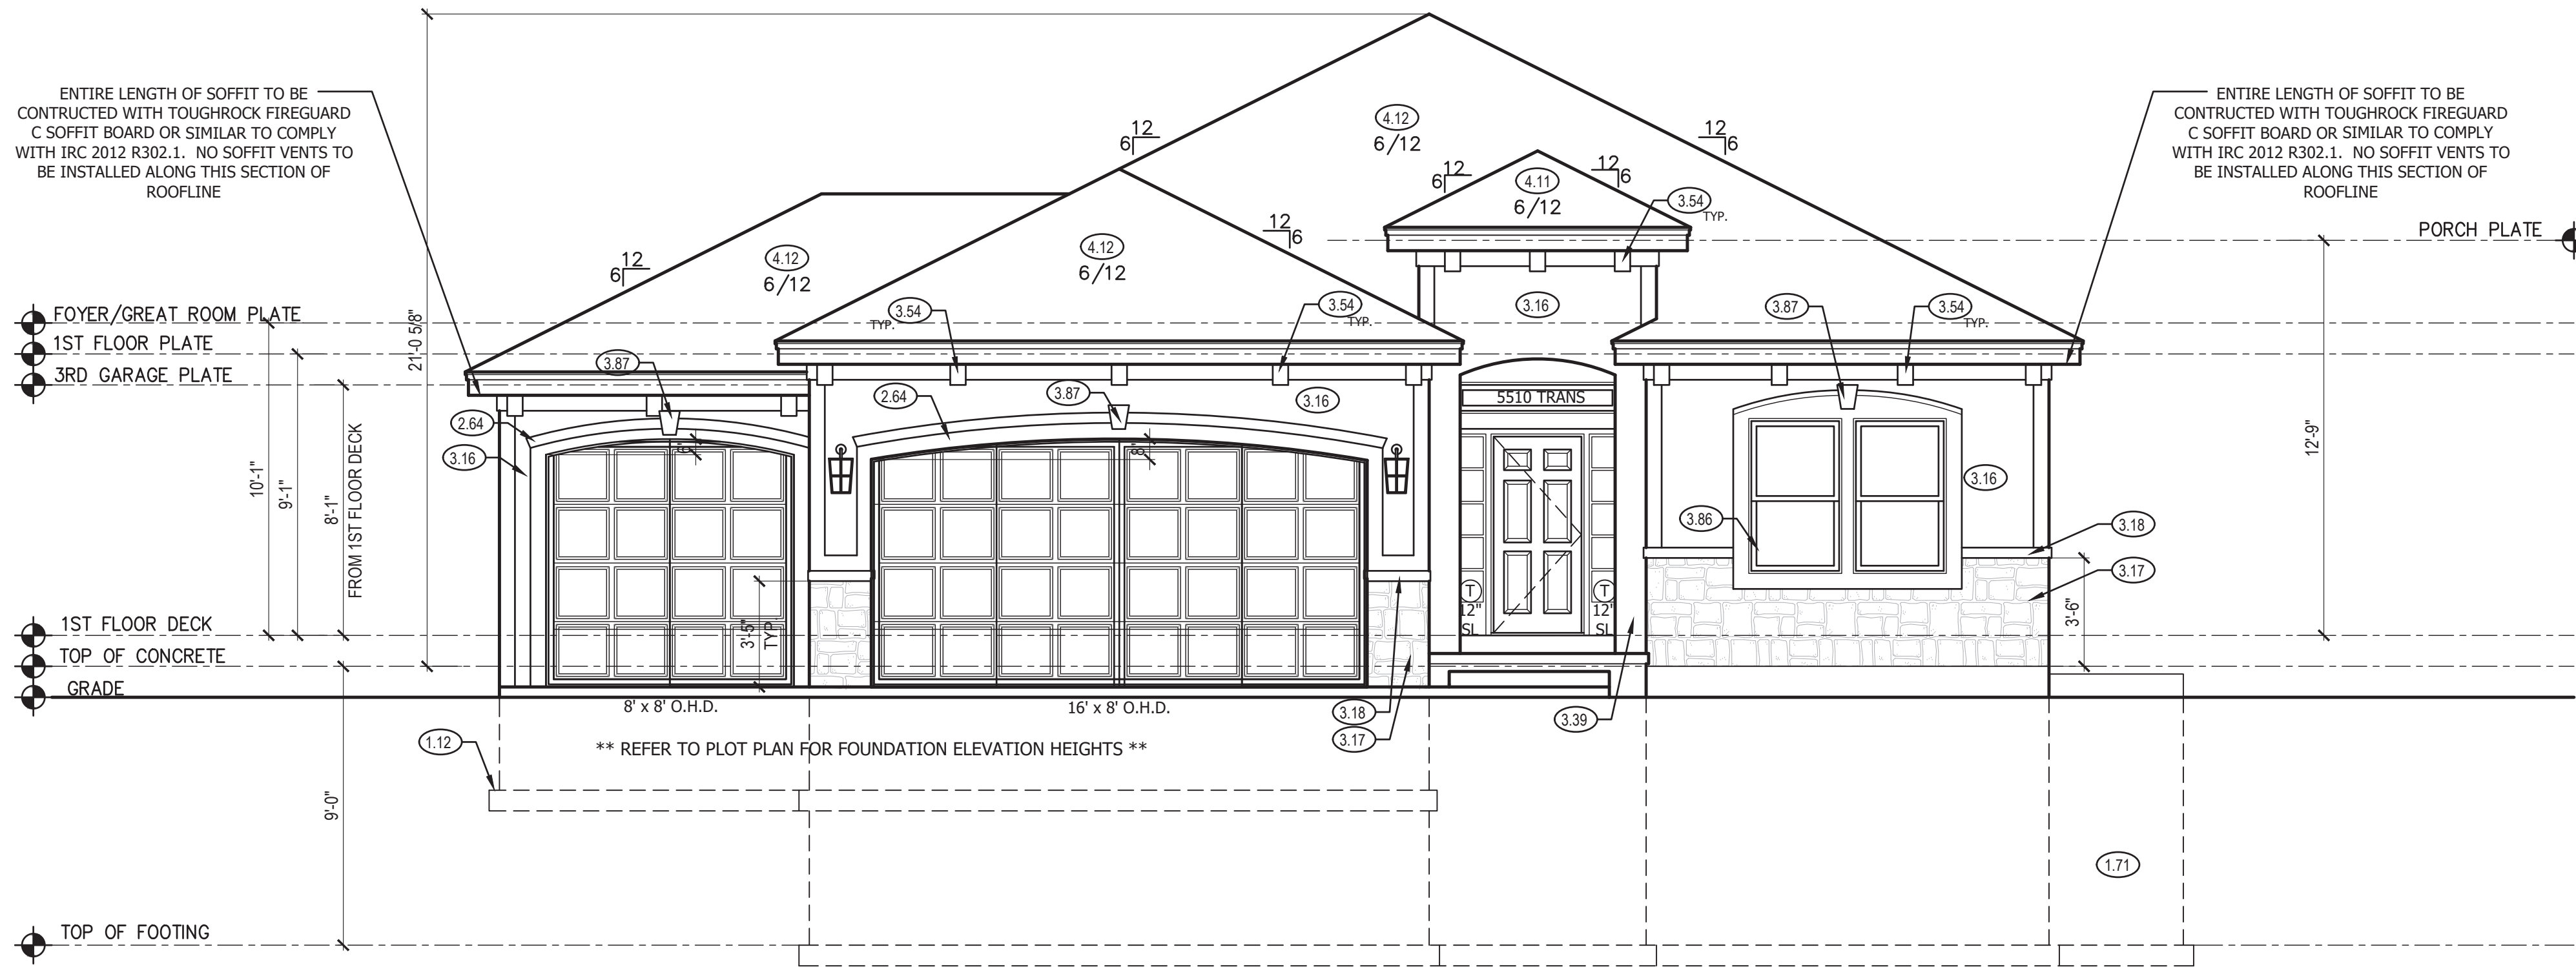 ENTIRE LENGTH OF SOFFIT TO BE
CONTRUCTED WITH TOUGHROCK FIREGUARD
C SOFFIT BOARD OR SIMILAR TO COMPLY
WITH IRC 2012 R302.1. NO SOFFIT VENTS TO
BE INSTALLED ALONG THIS SECTION OF
ROOFLINE
ENTIRE LENGTH OF SOFFIT TO BE
CONTRUCTED WITH TOUGHROCK FIREGUARD
C SOFFIT BOARD OR SIMILAR TO COMPLY
WITH IRC 2012 R302.1. NO SOFFIT VENTS TO
BE INSTALLED ALONG THIS SECTION OF
ROOFLINE
4.12
6/12
12
6
12
6
12
6
12
6
4.11
6/12
3.54
TYP.
PORCH PLATE
12
6
4.12
6/12
12
6
4.12
6/12
12
6
FOYER/GREAT ROOM PLATE
1ST FLOOR PLATE
3RD GARAGE PLATE
21'-0 5/8"
3.54
TYP.
3.54
TYP.
3.16
3.87
3.54
TYP.
3.87
2.64
3.87
3.16
5510 TRANS
2.64
3.16
6"
8"
3.16
3.86
3.18
3.17
10'-1"
9'-1"
8'-1"
FROM 1ST FLOOR DECK
12'-9"
T
12"
SL
T
12"
SL
3'-5"
TYP.
3'-6"
1ST FLOOR DECK
TOP OF CONCRETE
GRADE
8' x 8' O.H.D.
16' x 8' O.H.D.
3.18
3.17
3.39
1.12
** REFER TO PLOT PLAN FOR FOUNDATION ELEVATION HEIGHTS **
9'-0"
1.71
TOP OF FOOTING